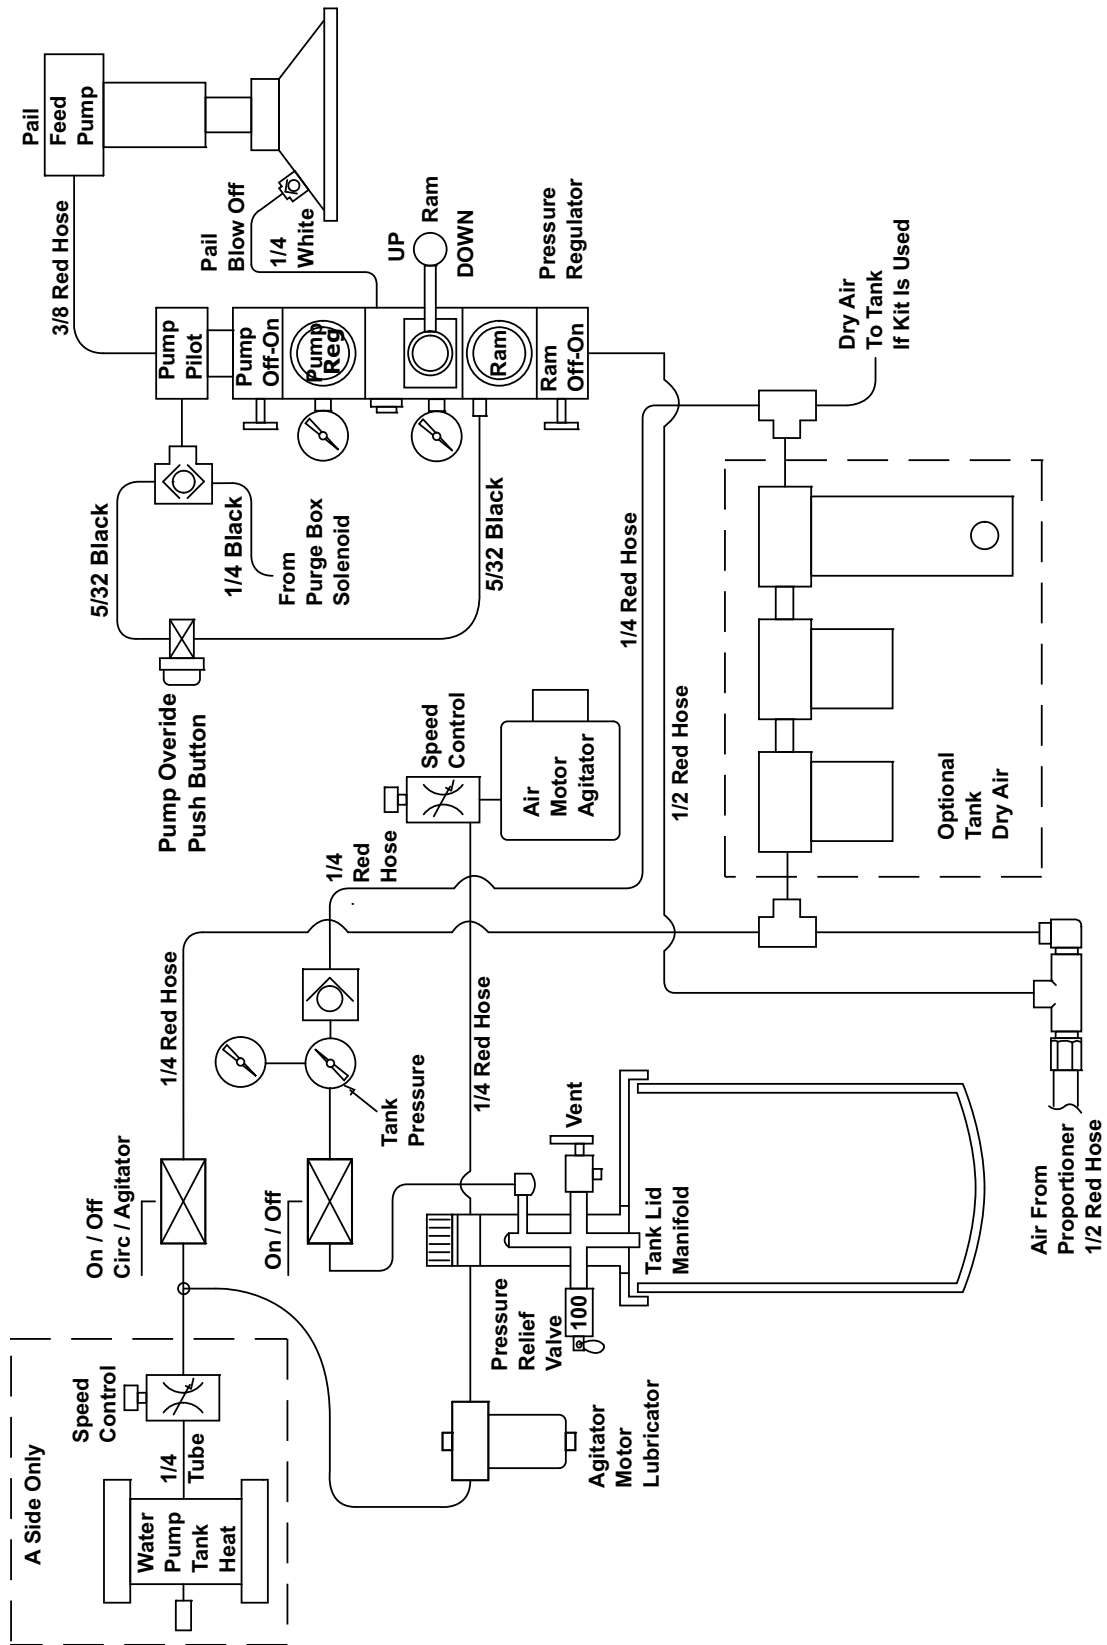 A Side Only
Water
Pump
Tank
Heat
1/4
Tube
Speed
Control
On / Off
Circ / Agitator
1/4 Red Hose
On / Off
Tank
Pressure
1/4
Red
Hose
Pump Overide
Push Button
5/32 Black
1/4 Black
From
Purge Box
Solenoid
Pump
Pilot
3/8 Red Hose
Pail
Feed
Pump
Pail
Blow Off
1/4
White
Pump
Off-On
Pump
Reg
UP
Ram
DOWN
Ram
Ram
Off-On
Pressure
Regulator
5/32 Black
Speed
Control
Air
Motor
Agitator
1/4 Red Hose
Agitator
Motor
Lubricator
Pressure
Relief
Valve
100
Vent
Tank Lid
Manifold
1/4 Red Hose
1/2 Red Hose
Dry Air
To Tank
If Kit Is Used
Optional
Tank
Dry Air
Air From
Proportioner
1/2 Red Hose